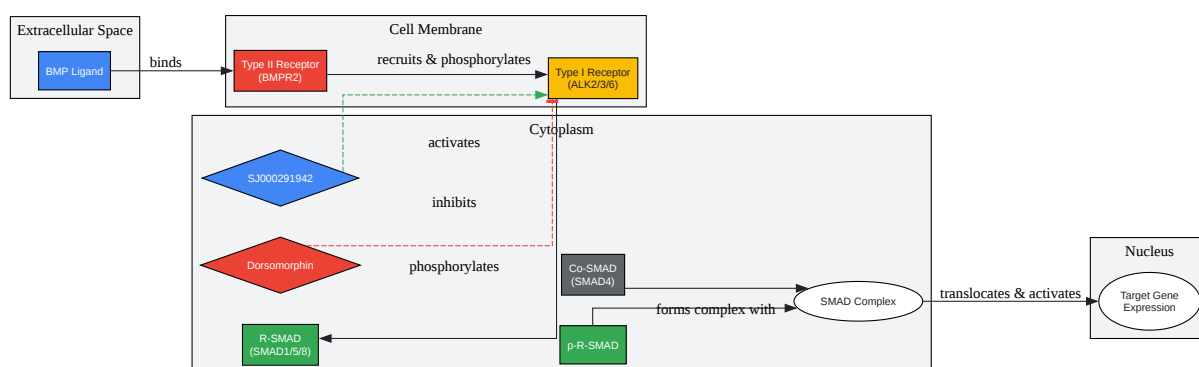 Extracellular Space
BMP Ligand
binds
Cell Membrane
Type II Receptor
(BMPR2)
recruits & phosphorylates
Type I Receptor
(ALK2/3/6)
Cytoplasm
activates
SJ000291942
inhibits
Dorsomorphin
phosphorylates
Co-SMAD
(SMAD4)
forms complex with
R-SMAD
(SMAD1/5/8)
p-R-SMAD
SMAD Complex
translocates & activates
Nucleus
Target Gene
Expression